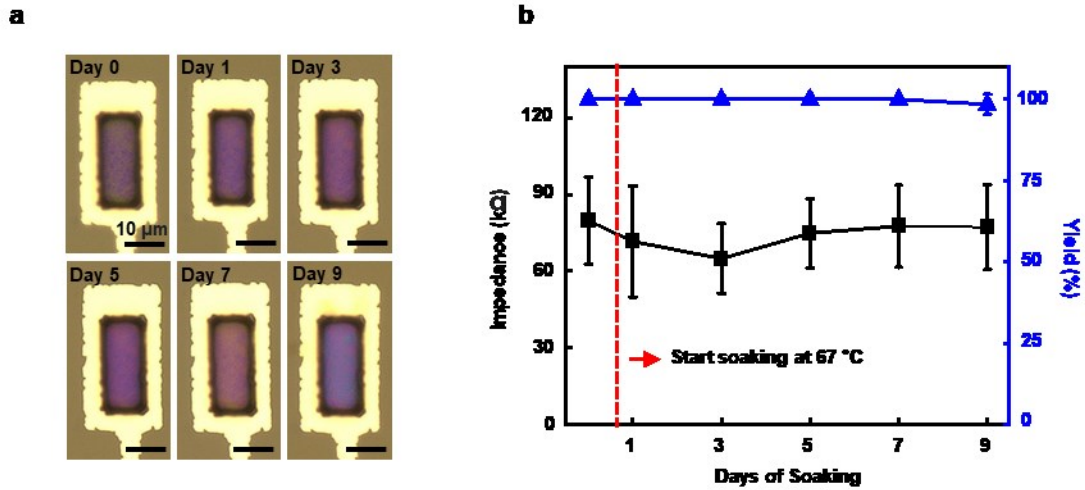 a
Day 0
Day 1
Day 3
10 µm
Day 5
Day 7
Day 9
b
120
90
60
30
0
Impedance (kΩ)
100
75
50
25
0
Yield (%)
Start soaking at 67 °C
1
3
5
7
9
Days of Soaking